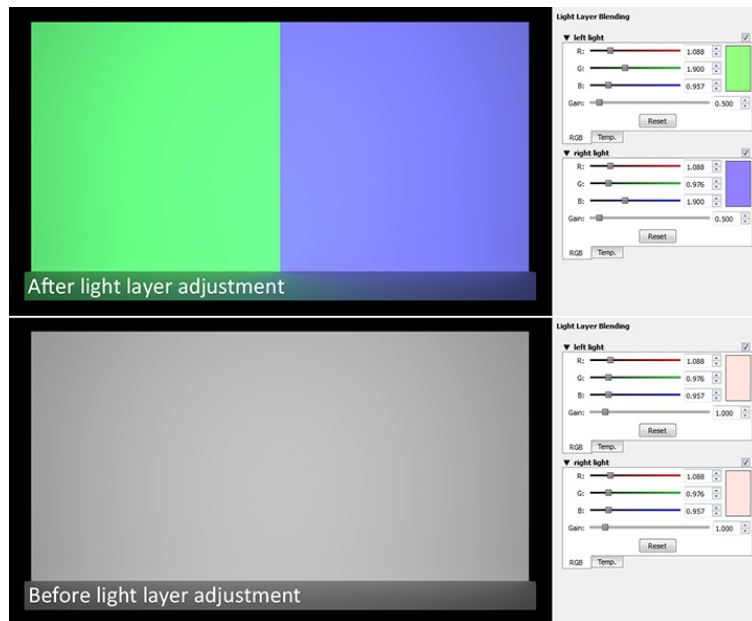 Light Layer Blending
▼ left light
R: 1.088
G: 1.900
B: 0.957
Gain: 0.500
Reset
RGB Temp.
▼ right light
R: 1.088
G: 0.976
B: 1.900
Gain: 0.500
Reset
RGB Temp.
After light layer adjustment
Light Layer Blending
▼ left light
R: 1.088
G: 0.976
B: 0.957
Gain: 1.000
Reset
RGB Temp.
▼ right light
R: 1.088
G: 0.976
B: 0.957
Gain: 1.000
Reset
RGB Temp.
Before light layer adjustment